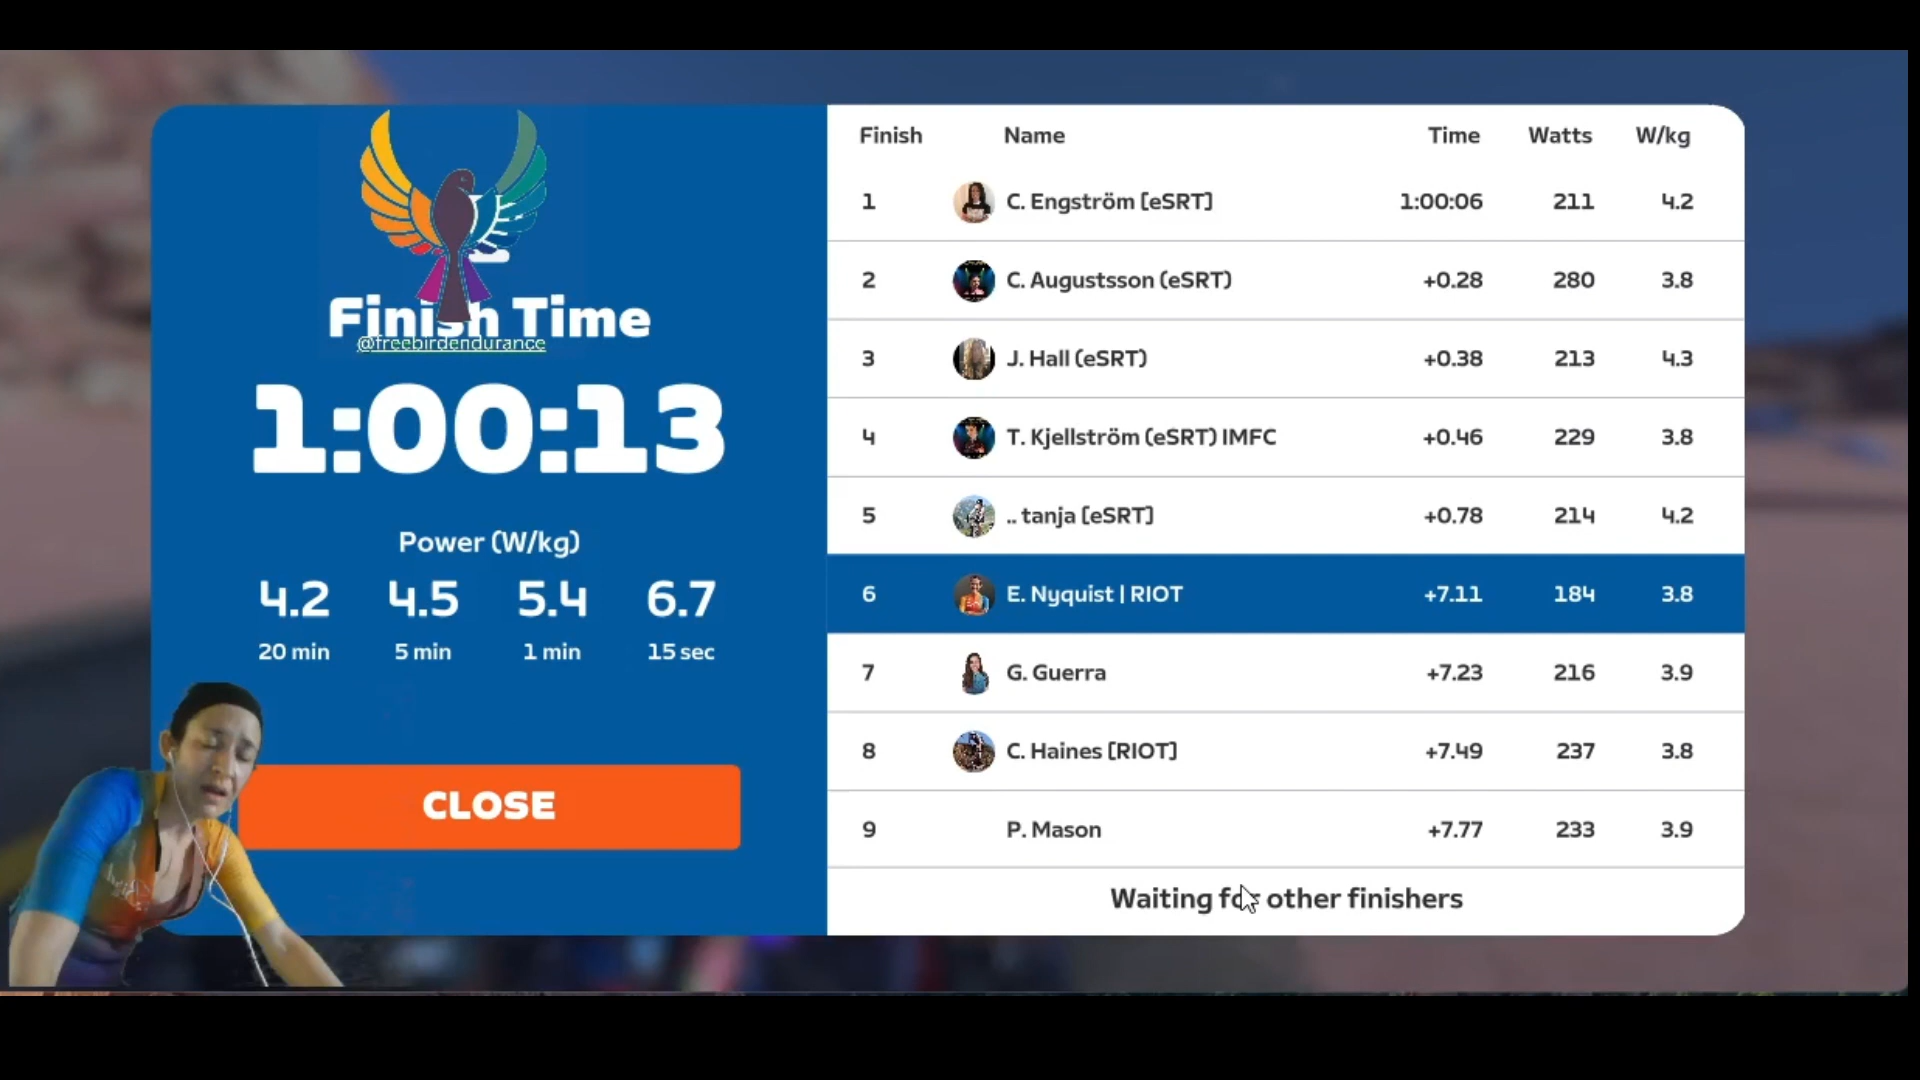 Finish Time
@freebirdendurance
1:00:13
Power (W/kg)
4.2 4.5 5.4 6.7
20 min 5 min 1 min 15 sec
CLOSE
Finish Name Time Watts W/kg
1 C. Engström [eSRT] 1:00:06 211 4.2
2 C. Augustsson (eSRT) +0.28 280 3.8
3 J. Hall (eSRT) +0.38 213 4.3
4 T. Kjellström (eSRT) IMFC +0.46 229 3.8
5 .. tanja [eSRT] +0.78 214 4.2
6 E. Nyquist | RIOT +7.11 184 3.8
7 G. Guerra +7.23 216 3.9
8 C. Haines [RIOT] +7.49 237 3.8
9 P. Mason +7.77 233 3.9
Waiting for other finishers